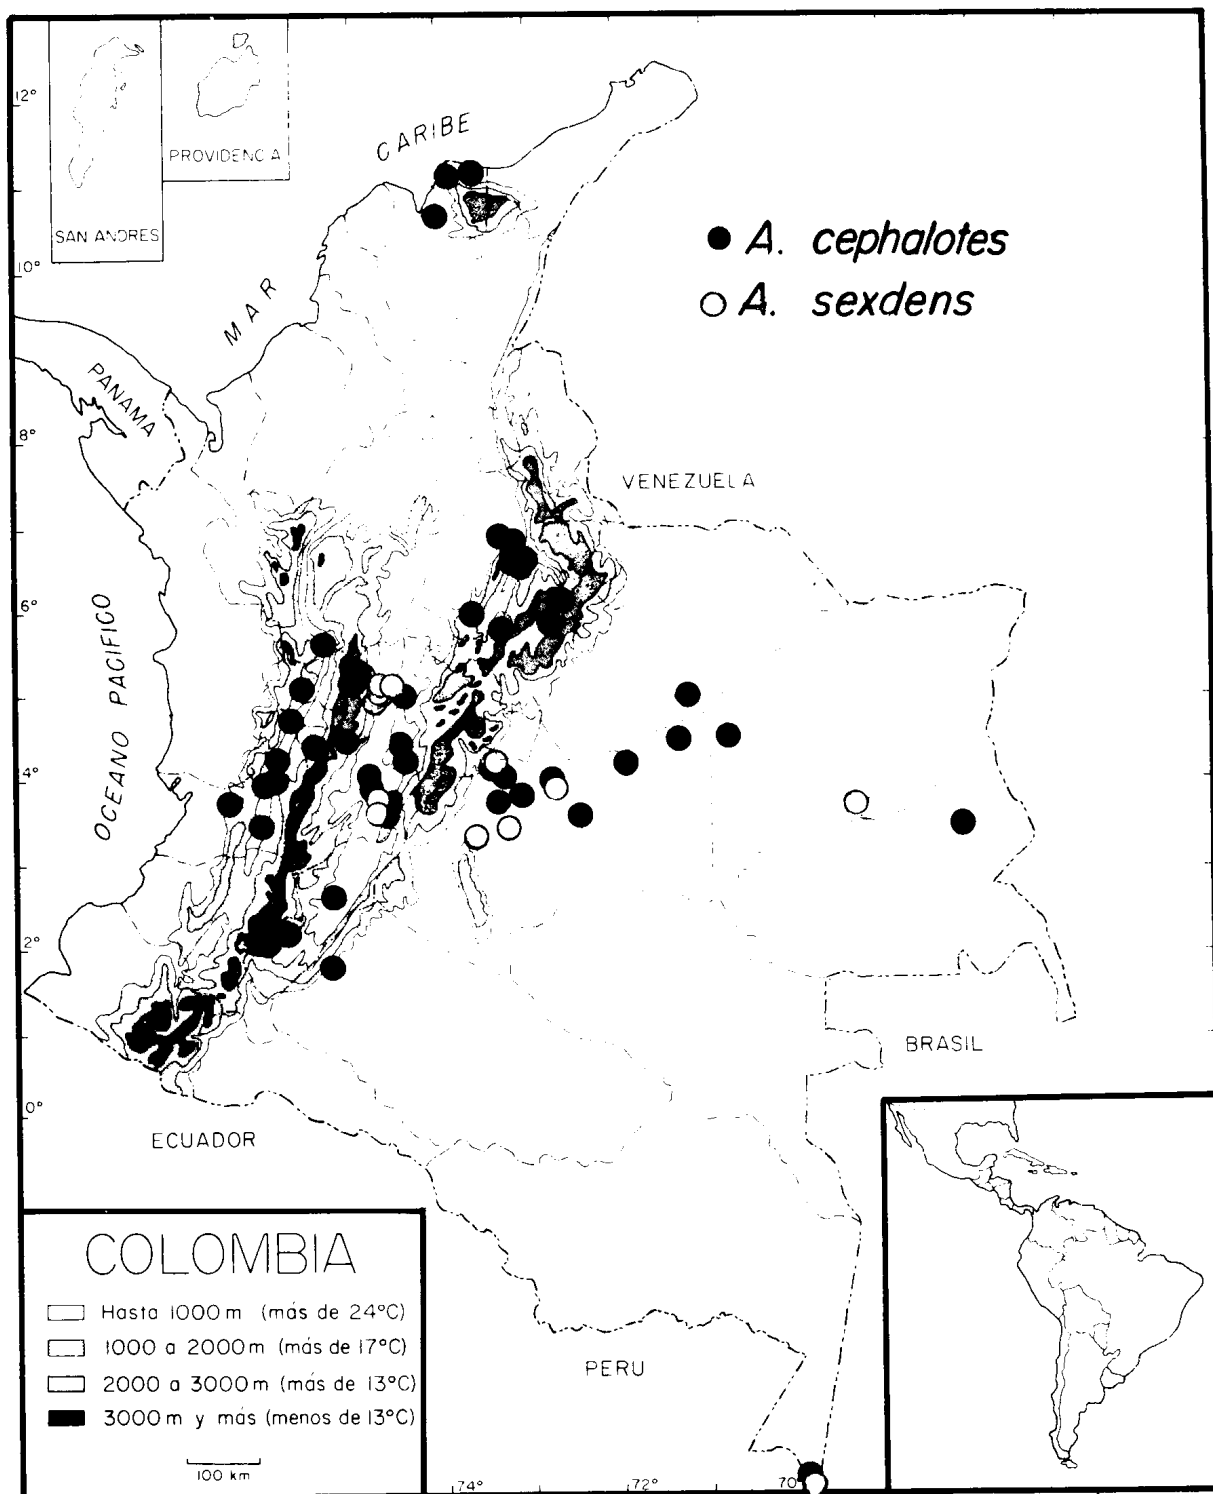 SAN ANDRES
PROVIDENCIA
12°
10°
8°
6°
4°
2°
0°
MAR CARIBE
A. cephalotes
A. sexdens
PANAMA
VENEZUELA
OCEANO PACIFICO
BRASIL
ECUADOR
PERU
COLOMBIA
Hasta 1000 m (más de 24°C)
1000 a 2000 m (más de 17°C)
2000 a 3000 m (más de 13°C)
3000 m y más (menos de 13°C)
100 km
74°
72°
70°